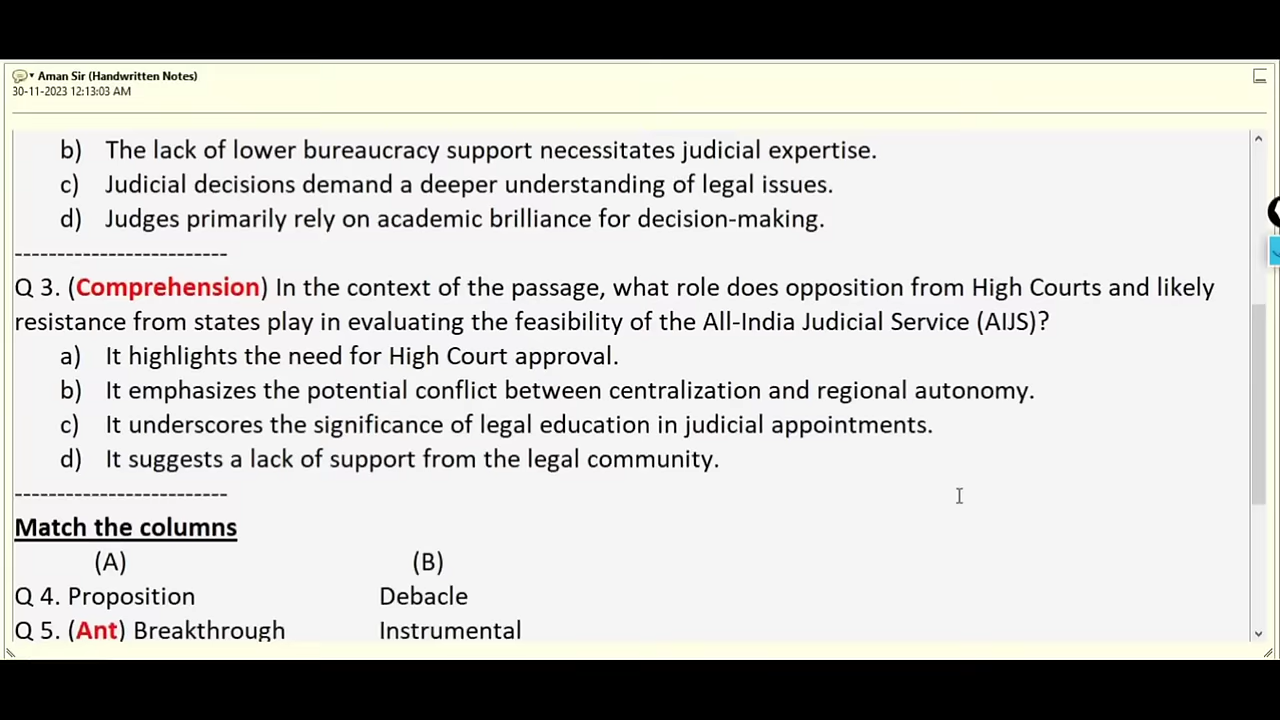 Aman Sir (Handwritten Notes)
30-11-2023 12:13:03 AM
b) The lack of lower bureaucracy support necessitates judicial expertise.
c) Judicial decisions demand a deeper understanding of legal issues.
d) Judges primarily rely on academic brilliance for decision-making.
-------------------------
Q 3. (Comprehension) In the context of the passage, what role does opposition from High Courts and likely
resistance from states play in evaluating the feasibility of the All-India Judicial Service (AIJS)?
a) It highlights the need for High Court approval.
b) It emphasizes the potential conflict between centralization and regional autonomy.
c) It underscores the significance of legal education in judicial appointments.
d) It suggests a lack of support from the legal community.
-------------------------
Match the columns
(A) (B)
Q 4. Proposition Debacle
Q 5. (Ant) Breakthrough Instrumental